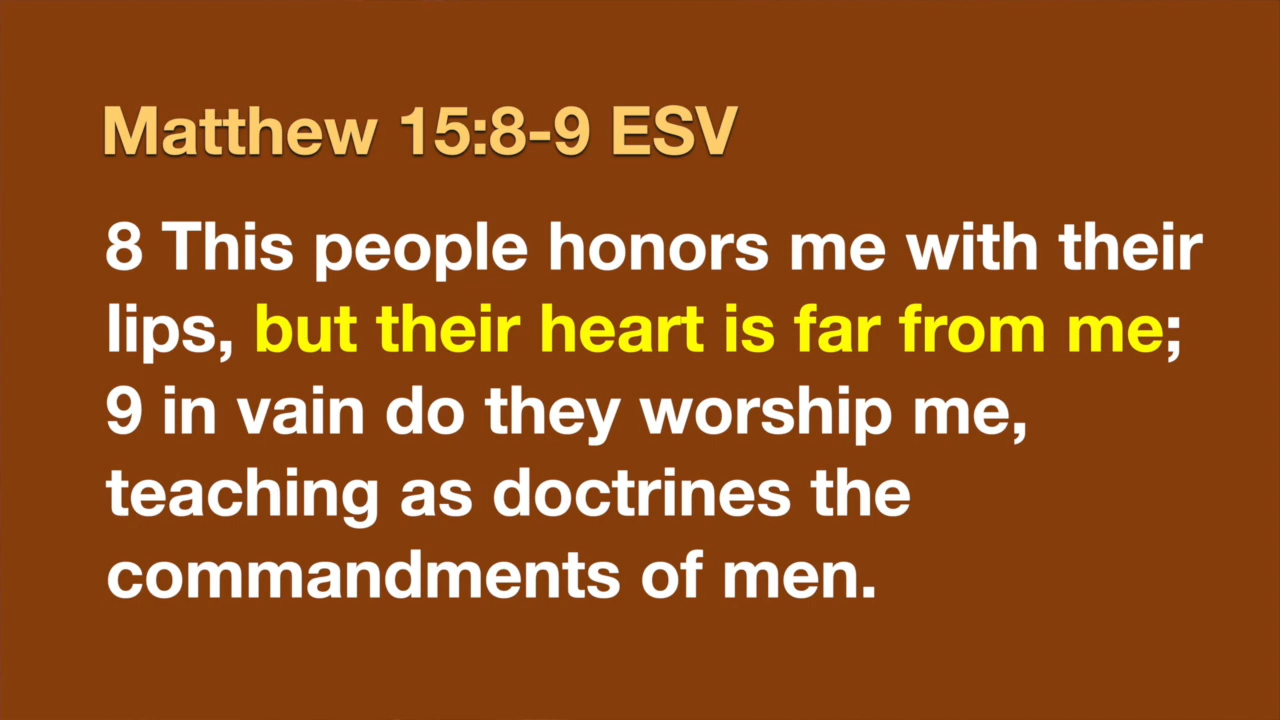 Matthew 15:8-9 ESV
8 This people honors me with their
lips, but their heart is far from me;
9 in vain do they worship me,
teaching as doctrines the
commandments of men.